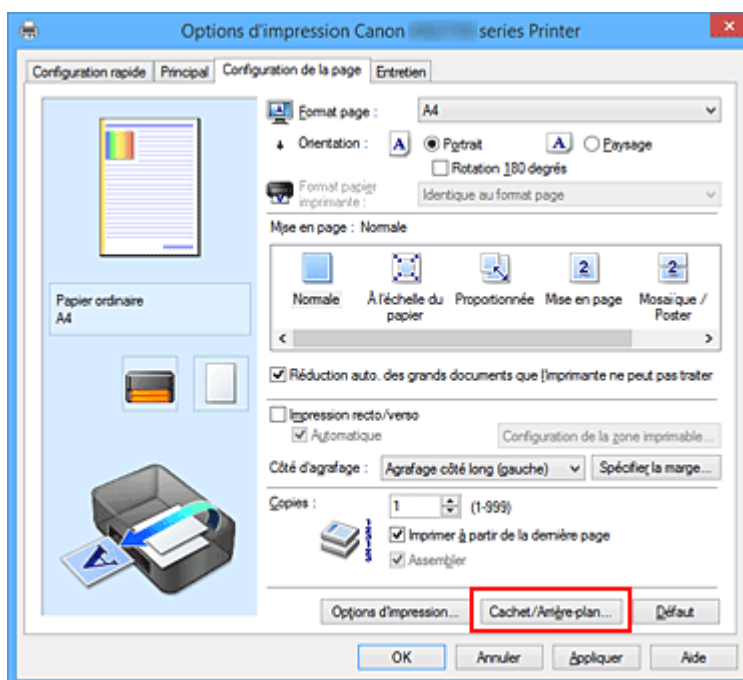 Options d'impression Canon series Printer
Configuration rapide Principal Configuration de la page Entretien
Format page : A4
Orientation : A Portrait A Paysage
Rotation 180 degrés
Format papier
imprimante : Identique au format page
Mise en page : Normale
2 2
Normale À l'échelle du papier Proportionnée Mise en page Mosaïque / Poster
Papier ordinaire
A4
Réduction auto. des grands documents que l'imprimante ne peut pas traiter
Impression recto/verso
Automatique Configuration de la zone imprimable...
Côté d'agrafage : Agrafage côté long (gauche) Spécifier la marge...
Copies : 1 (1-999)
Imprimer à partir de la dernière page
Assembler
A
Options d'impression... Cachet/Arrière-plan... Défaut
OK Annuler Appliquer Aide